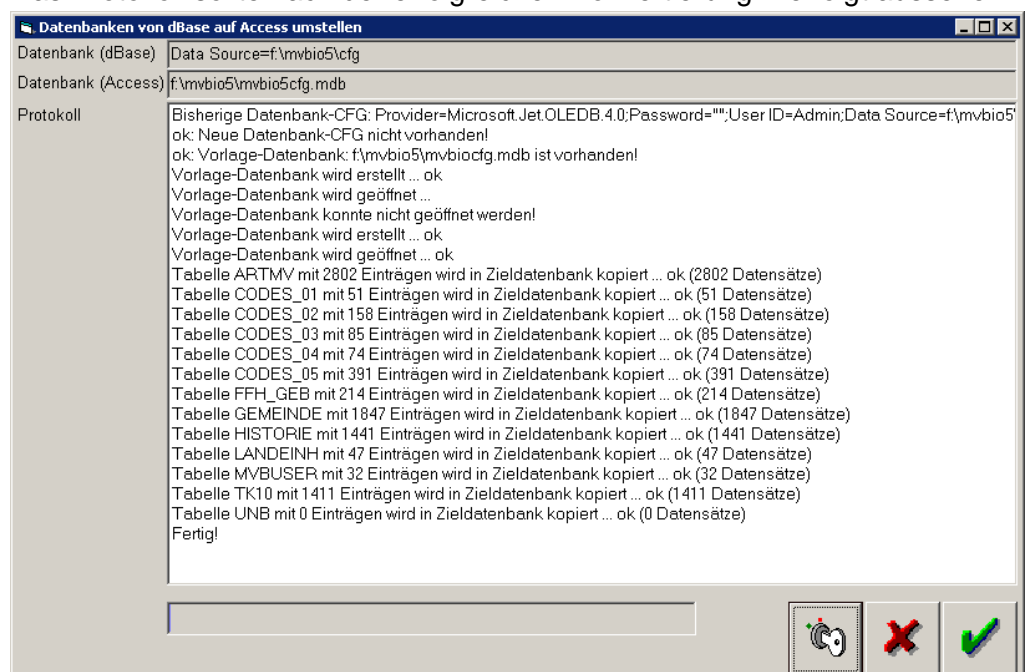 Datenbanken von dBase auf Access umstellen
Datenbank (dBase) Data Source=f:\mvbio5\cfg
Datenbank (Access) f:\mvbio5\mvbio5cfg.mdb
Protokoll
Bisherige Datenbank-CFG: Provider=Microsoft.Jet.OLEDB.4.0;Password="";User ID=Admin;Data Source=f:\mvbio5'
ok: Neue Datenbank-CFG nicht vorhanden!
ok: Vorlage-Datenbank: f:\mvbio5\mvbiocfg.mdb ist vorhanden!
Vorlage-Datenbank wird erstellt ... ok
Vorlage-Datenbank wird geöffnet ...
Vorlage-Datenbank konnte nicht geöffnet werden!
Vorlage-Datenbank wird erstellt ... ok
Vorlage-Datenbank wird geöffnet ... ok
Tabelle ARTMV mit 2802 Einträgen wird in Zieldatenbank kopiert ... ok (2802 Datensätze)
Tabelle CODES_01 mit 51 Einträgen wird in Zieldatenbank kopiert ... ok (51 Datensätze)
Tabelle CODES_02 mit 158 Einträgen wird in Zieldatenbank kopiert ... ok (158 Datensätze)
Tabelle CODES_03 mit 85 Einträgen wird in Zieldatenbank kopiert ... ok (85 Datensätze)
Tabelle CODES_04 mit 74 Einträgen wird in Zieldatenbank kopiert ... ok (74 Datensätze)
Tabelle CODES_05 mit 391 Einträgen wird in Zieldatenbank kopiert ... ok (391 Datensätze)
Tabelle FFH_GEB mit 214 Einträgen wird in Zieldatenbank kopiert ... ok (214 Datensätze)
Tabelle GEMEINDE mit 1847 Einträgen wird in Zieldatenbank kopiert ... ok (1847 Datensätze)
Tabelle HISTORIE mit 1441 Einträgen wird in Zieldatenbank kopiert ... ok (1441 Datensätze)
Tabelle LANDEINH mit 47 Einträgen wird in Zieldatenbank kopiert ... ok (47 Datensätze)
Tabelle MVBUSER mit 32 Einträgen wird in Zieldatenbank kopiert ... ok (32 Datensätze)
Tabelle TK10 mit 1411 Einträgen wird in Zieldatenbank kopiert ... ok (1411 Datensätze)
Tabelle UNB mit 0 Einträgen wird in Zieldatenbank kopiert ... ok (0 Datensätze)
Fertig!